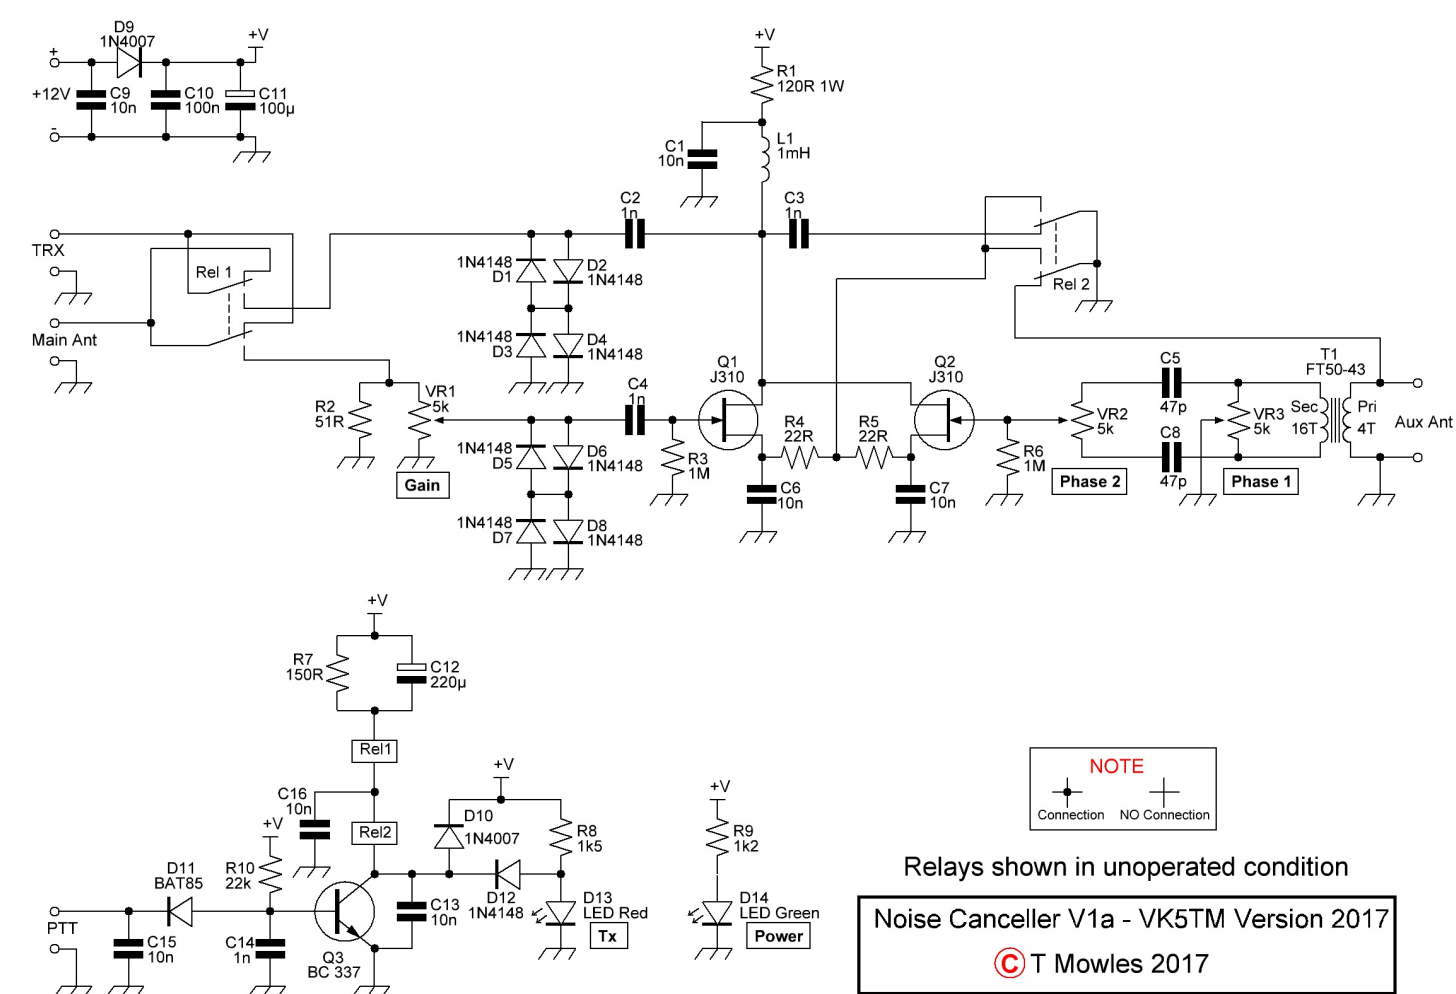 D9
1N4007
+V
+
+12V
C9
10n
C10
100n
C11
100µ
-
+V
R1
120R 1W
C1
10n
L1
1mH
C2
1n
C3
1n
TRX
Rel 1
Main Ant
1N4148
D1
D2
1N4148
1N4148
D3
D4
1N4148
Rel 2
R2
51R
VR1
5k
Gain
C4
1n
1N4148
D5
D6
1N4148
1N4148
D7
D8
1N4148
R3
1M
Q1
J310
R4
22R
R5
22R
Q2
J310
C6
10n
C7
10n
R6
1M
VR2
5k
Phase 2
C5
47p
C8
47p
VR3
5k
Phase 1
T1
FT50-43
Sec
16T
Pri
4T
Aux Ant
+V
R7
150R
C12
220µ
Rel1
C16
10n
Rel2
+V
D10
1N4007
R8
1k5
+V
R9
1k2
+V
R10
22k
D11
BAT85
PTT
C15
10n
C14
1n
Q3
BC 337
C13
10n
D12
1N4148
D13
LED Red
Tx
D14
LED Green
Power
NOTE
Connection
NO Connection
Relays shown in unoperated condition
Noise Canceller V1a - VK5TM Version 2017
© T Mowles 2017